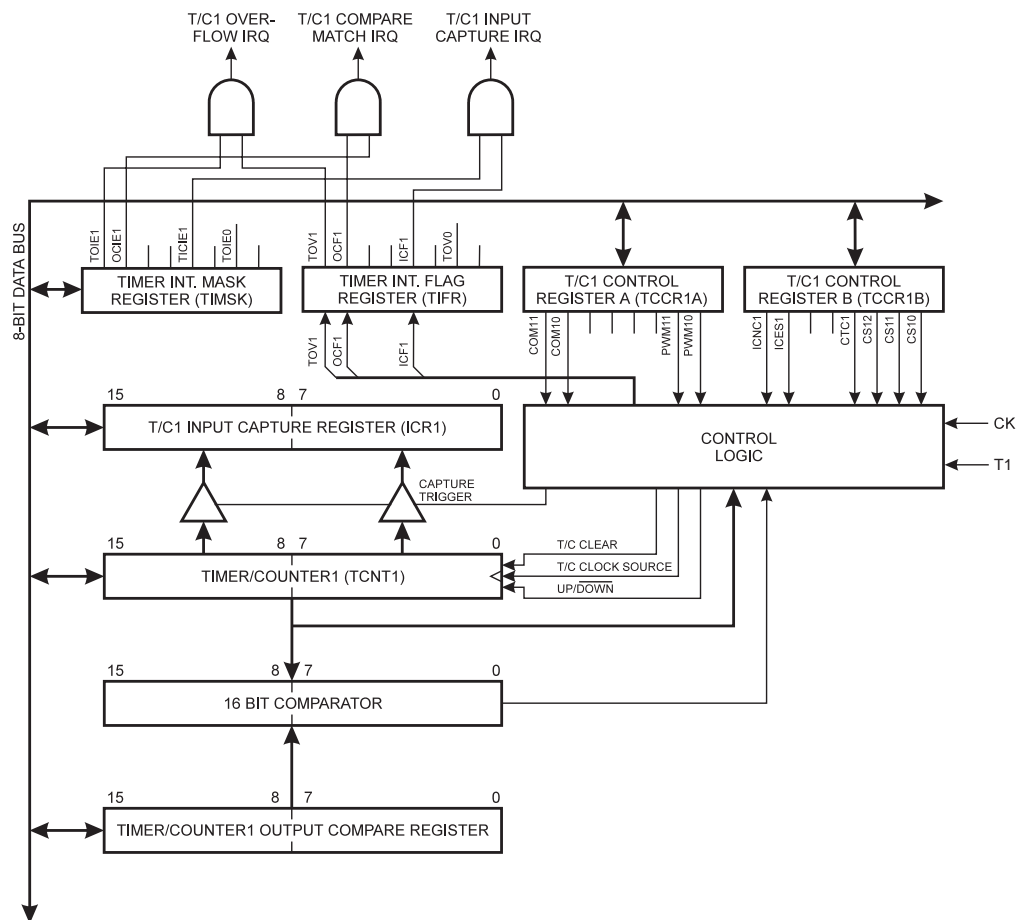 T/C1 OVER-
FLOW IRQ
T/C1 COMPARE
MATCH IRQ
T/C1 INPUT
CAPTURE IRQ
8-BIT DATA BUS
TOIE1
OCIE1
TICIE1
TOIE0
TOV1
OCF1
ICF1
TOV0
TIMER INT. MASK
REGISTER (TIMSK)
TIMER INT. FLAG
REGISTER (TIFR)
T/C1 CONTROL
REGISTER A (TCCR1A)
T/C1 CONTROL
REGISTER B (TCCR1B)
TOV1
OCF1
ICF1
COM11
COM10
PWM11
PWM10
ICNC1
ICES1
CTC1
CS12
CS11
CS10
15 8 7 0
T/C1 INPUT CAPTURE REGISTER (ICR1)
CONTROL
LOGIC
CK
T1
CAPTURE
TRIGGER
15 8 7 0
TIMER/COUNTER1 (TCNT1)
T/C CLEAR
T/C CLOCK SOURCE
UP/DOWN
15 8 7 0
16 BIT COMPARATOR
15 8 7 0
TIMER/COUNTER1 OUTPUT COMPARE REGISTER